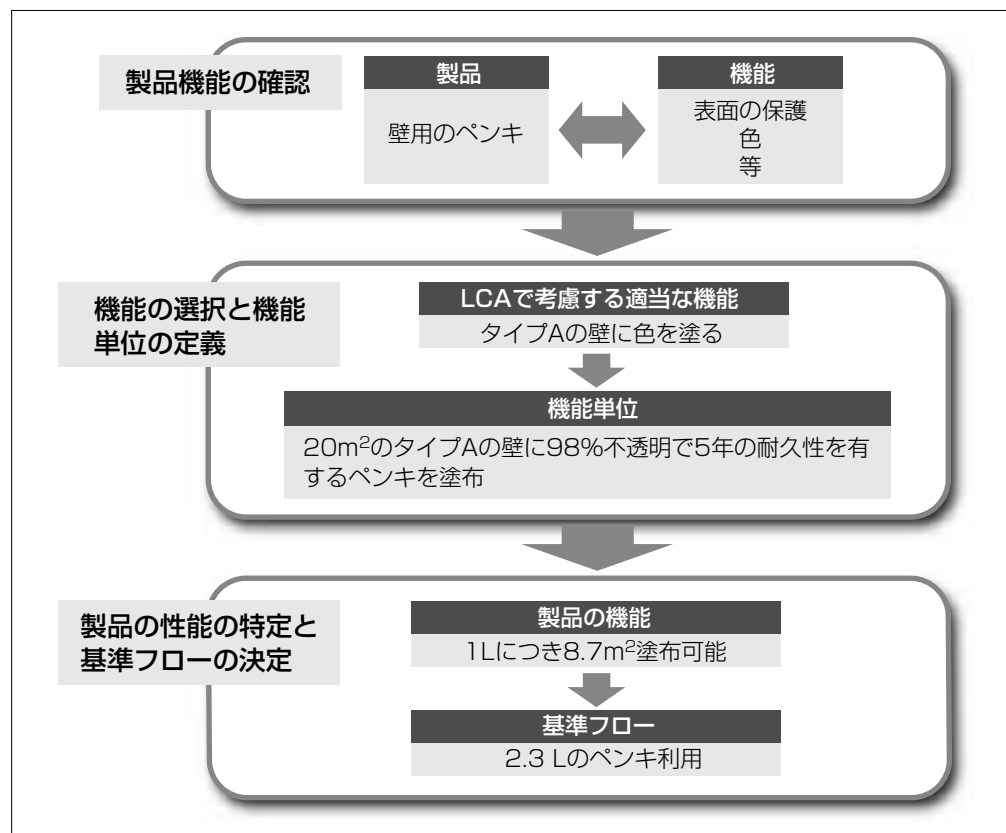 製品機能の確認
製品
壁用のペンキ
機能
表面の保護
色
等
機能の選択と機能
単位の定義
LCAで考慮する適当な機能
タイプAの壁に色を塗る
機能単位
20m²のタイプAの壁に98%不透明で5年の耐久性を有
するペンキを塗布
製品の性能の特定と
基準フローの決定
製品の機能
1Lにつき8.7m²塗布可能
基準フロー
2.3 Lのペンキ利用